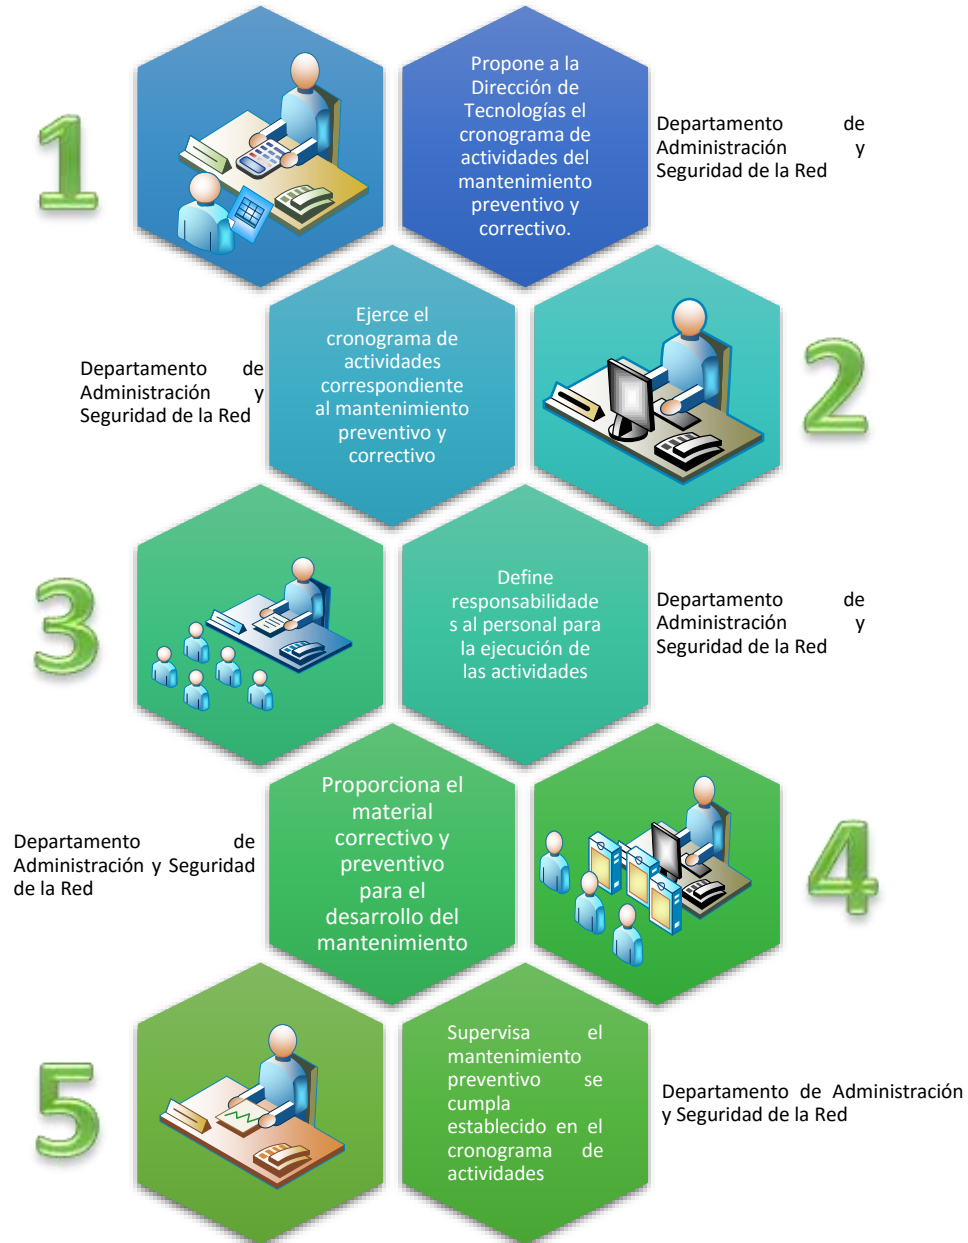 1
Propone a la
Dirección de
Tecnologías el
cronograma de
actividades del
mantenimiento
preventivo y
correctivo.
Departamento de
Administración y
Seguridad de la Red
Departamento de
Administración y
Seguridad de la Red
Ejerce el
cronograma de
actividades
correspondiente
al mantenimiento
preventivo y
correctivo
2
3
Define
responsabilidade
s al personal para
la ejecución de
las actividades
Departamento de
Administración y
Seguridad de la Red
Departamento de
Administración y Seguridad
de la Red
Proporciona el
material
correctivo y
preventivo
para el
desarrollo del
mantenimiento
4
5
Supervisa el
mantenimiento
preventivo se
cumpla
establecido en el
cronograma de
actividades
Departamento de Administración
y Seguridad de la Red